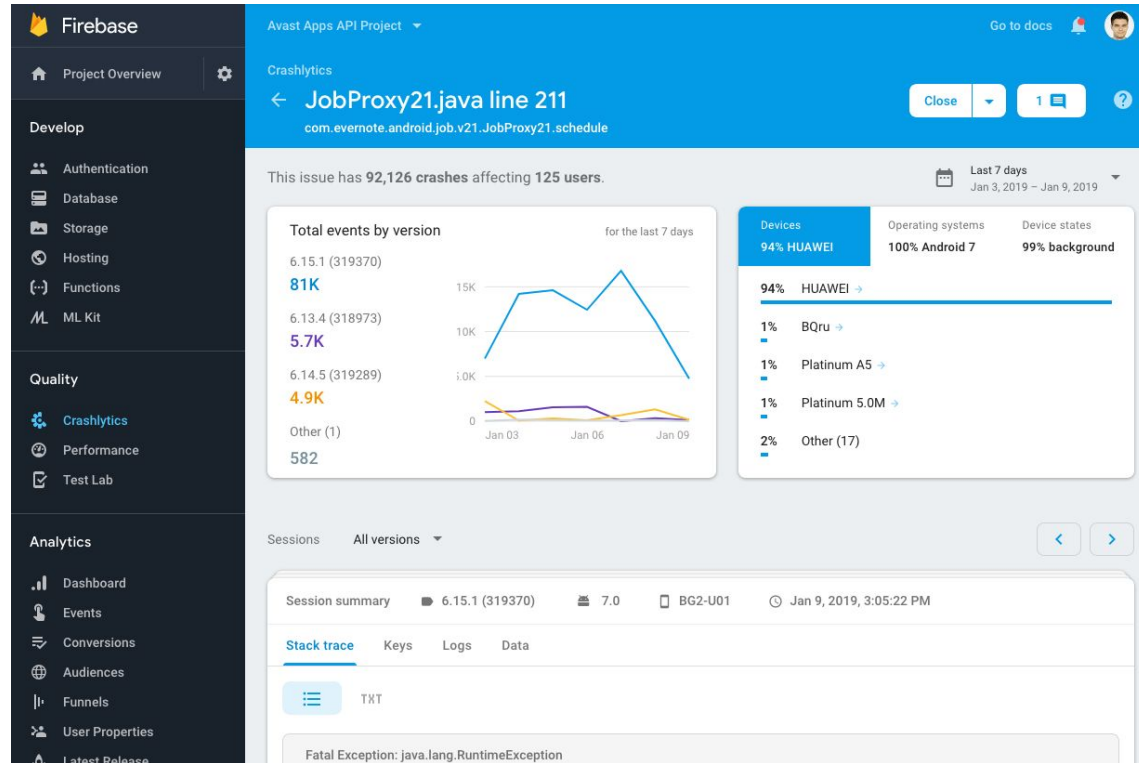 Firebase
Project Overview
Develop
Authentication
Database
Storage
Hosting
Functions
ML Kit
Quality
Crashlytics
Performance
Test Lab
Analytics
Dashboard
Events
Conversions
Audiences
Funnels
User Properties
Latest Release
Avast Apps API Project
Go to docs
Crashlytics
JobProxy21.java line 211
com.evernote.android.job.v21.JobProxy21.schedule
Close
1
This issue has 92,126 crashes affecting 125 users.
Last 7 days
Jan 3, 2019 – Jan 9, 2019
Total events by version
for the last 7 days
6.15.1 (319370)
81K
6.13.4 (318973)
5.7K
6.14.5 (319289)
4.9K
Other (1)
582
15K
10K
5.0K
0
Jan 03 Jan 06 Jan 09
Devices
94% HUAWEI
Operating systems
100% Android 7
Device states
99% background
94% HUAWEI →
1% BQru →
1% Platinum A5 →
1% Platinum 5.0M →
2% Other (17)
Sessions All versions
Session summary 6.15.1 (319370) 7.0 BG2-U01 Jan 9, 2019, 3:05:22 PM
Stack trace Keys Logs Data
TXT
Fatal Exception: java.lang.RuntimeException